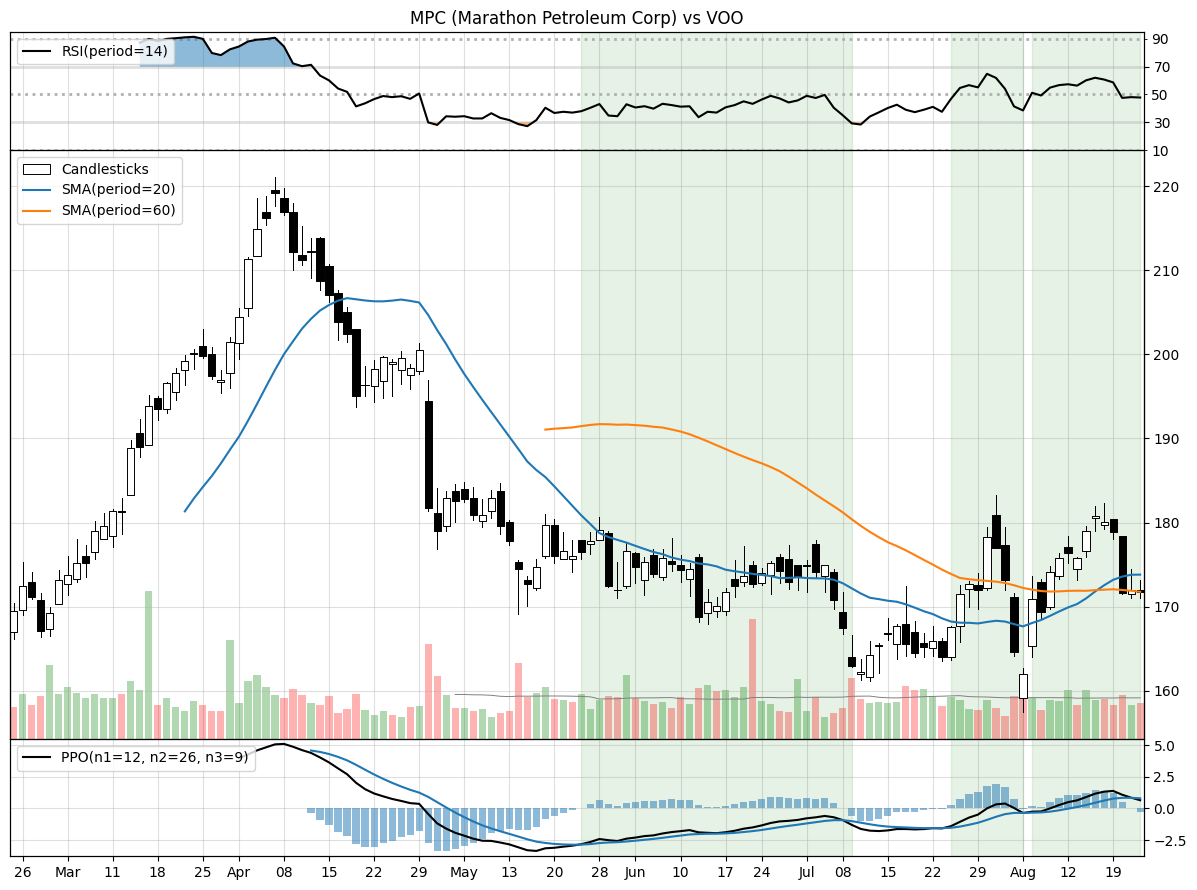 MPC (Marathon Petroleum Corp) vs VOO
RSI(period=14)
90
70
50
30
10
Candlesticks
SMA(period=20)
SMA(period=60)
220
210
200
190
180
170
160
PPO(n1=12, n2=26, n3=9)
5.0
2.5
0.0
−2.5
26 Mar 11 18 25 Apr 08 15 22 29 May 13 20 28 Jun 10 17 24 Jul 08 15 22 29 Aug 12 19